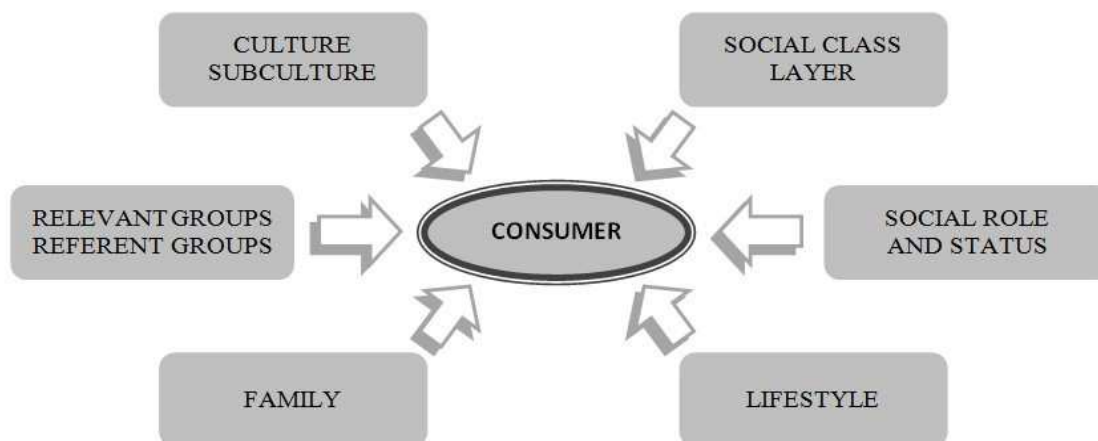 CULTURE
SUBCULTURE
SOCIAL CLASS
LAYER
RELEVANT GROUPS
REFERENT GROUPS
CONSUMER
SOCIAL ROLE
AND STATUS
FAMILY
LIFESTYLE